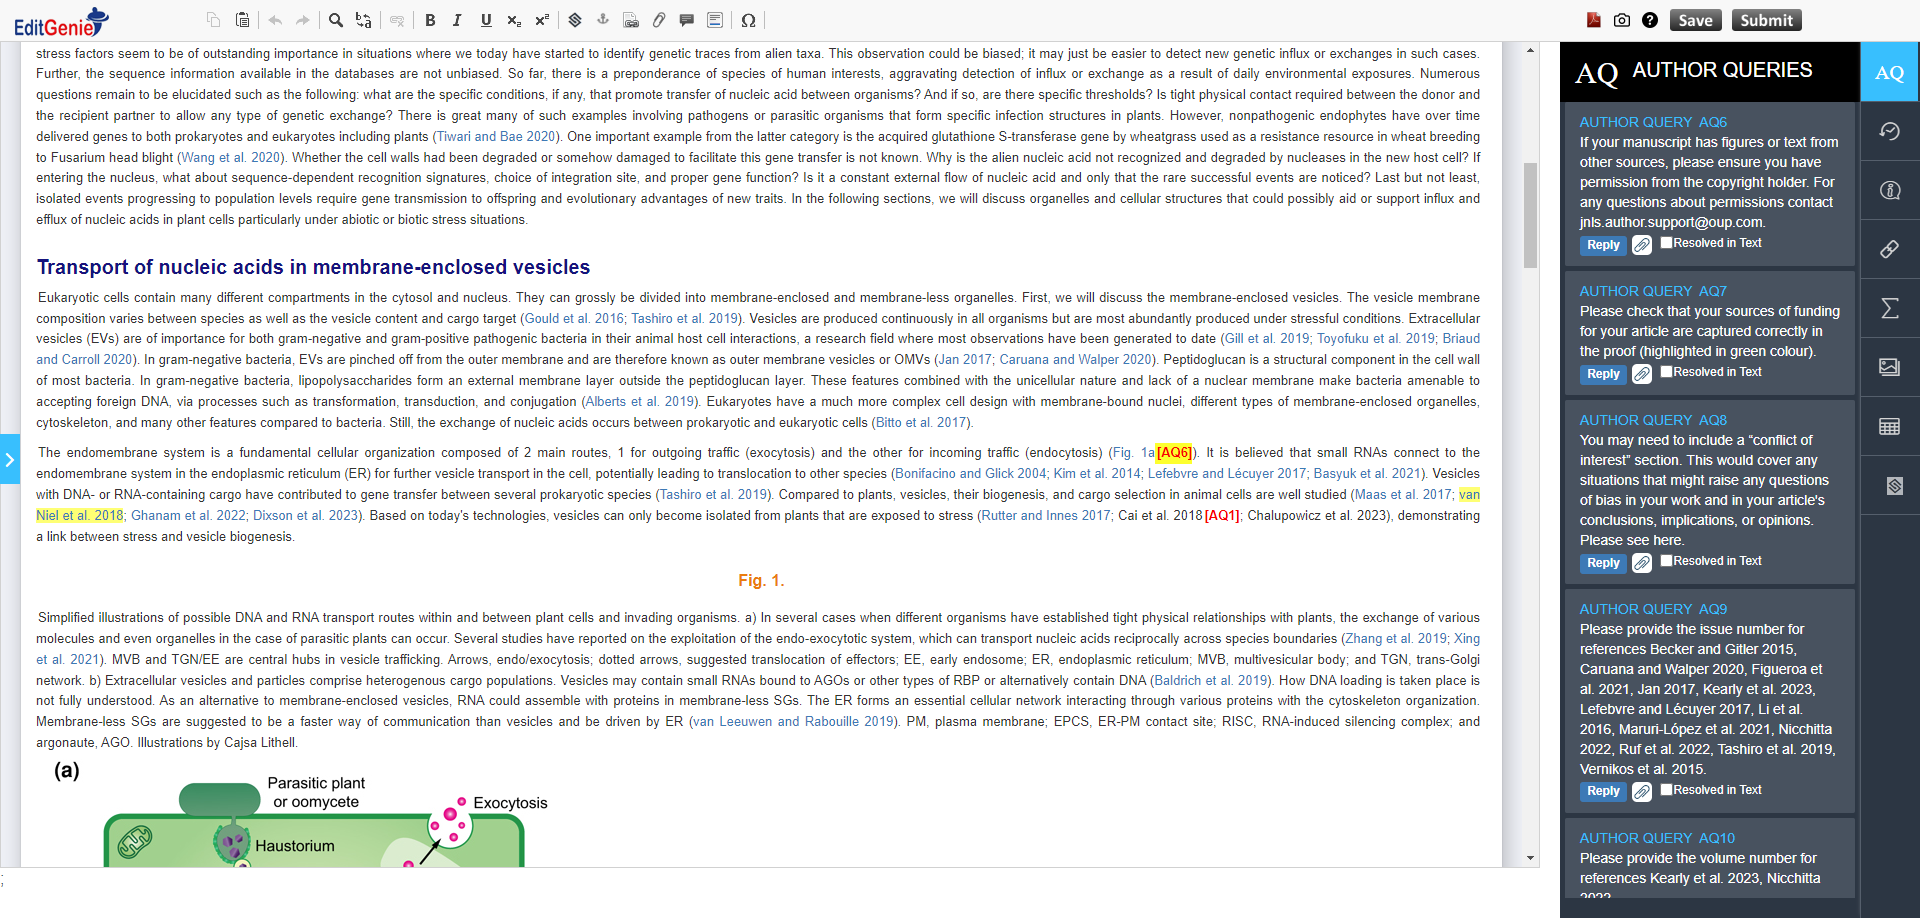 EditGenie
B I U x₂ x² Ω
Save Submit
stress factors seem to be of outstanding importance in situations where we today have started to identify genetic traces from alien taxa. This observation could be biased; it may just be easier to detect new genetic influx or exchanges in such cases.
Further, the sequence information available in the databases are not unbiased. So far, there is a preponderance of species of human interests, aggravating detection of influx or exchange as a result of daily environmental exposures. Numerous
questions remain to be elucidated such as the following: what are the specific conditions, if any, that promote transfer of nucleic acid between organisms? And if so, are there specific thresholds? Is tight physical contact required between the donor and
the recipient partner to allow any type of genetic exchange? There is great many of such examples involving pathogens or parasitic organisms that form specific infection structures in plants. However, nonpathogenic endophytes have over time
delivered genes to both prokaryotes and eukaryotes including plants (Tiwari and Bae 2020). One important example from the latter category is the acquired glutathione S-transferase gene by wheatgrass used as a resistance resource in wheat breeding
to Fusarium head blight (Wang et al. 2020). Whether the cell walls had been degraded or somehow damaged to facilitate this gene transfer is not known. Why is the alien nucleic acid not recognized and degraded by nucleases in the new host cell? If
entering the nucleus, what about sequence-dependent recognition signatures, choice of integration site, and proper gene function? Is it a constant external flow of nucleic acid and only that the rare successful events are noticed? Last but not least,
isolated events progressing to population levels require gene transmission to offspring and evolutionary advantages of new traits. In the following sections, we will discuss organelles and cellular structures that could possibly aid or support influx and
efflux of nucleic acids in plant cells particularly under abiotic or biotic stress situations.
Transport of nucleic acids in membrane-enclosed vesicles
Eukaryotic cells contain many different compartments in the cytosol and nucleus. They can grossly be divided into membrane-enclosed and membrane-less organelles. First, we will discuss the membrane-enclosed vesicles. The vesicle membrane
composition varies between species as well as the vesicle content and cargo target (Gould et al. 2016; Tashiro et al. 2019). Vesicles are produced continuously in all organisms but are most abundantly produced under stressful conditions. Extracellular
vesicles (EVs) are of importance for both gram-negative and gram-positive pathogenic bacteria in their animal host cell interactions, a research field where most observations have been generated to date (Gill et al. 2019; Toyofuku et al. 2019; Briaud
and Carroll 2020). In gram-negative bacteria, EVs are pinched off from the outer membrane and are therefore known as outer membrane vesicles or OMVs (Jan 2017; Caruana and Walper 2020). Peptidoglycan is a structural component in the cell wall
of most bacteria. In gram-negative bacteria, lipopolysaccharides form an external membrane layer outside the peptidoglycan layer. These features combined with the unicellular nature and lack of a nuclear membrane make bacteria amenable to
accepting foreign DNA, via processes such as transformation, transduction, and conjugation (Alberts et al. 2019). Eukaryotes have a much more complex cell design with membrane-bound nuclei, different types of membrane-enclosed organelles,
cytoskeleton, and many other features compared to bacteria. Still, the exchange of nucleic acids occurs between prokaryotic and eukaryotic cells (Bitto et al. 2017).
The endomembrane system is a fundamental cellular organization composed of 2 main routes, 1 for outgoing traffic (exocytosis) and the other for incoming traffic (endocytosis) (Fig. 1a[AQ6]). It is believed that small RNAs connect to the
endomembrane system in the endoplasmic reticulum (ER) for further vesicle transport in the cell, potentially leading to translocation to other species (Bonifacino and Glick 2004; Kim et al. 2014; Lefebvre and Lécuyer 2017; Basyuk et al. 2021). Vesicles
with DNA- or RNA-containing cargo have contributed to gene transfer between several prokaryotic species (Tashiro et al. 2019). Compared to plants, vesicles, their biogenesis, and cargo selection in animal cells are well studied (Maas et al. 2017; van
Niel et al. 2018; Ghanam et al. 2022; Dixson et al. 2023). Based on today's technologies, vesicles can only become isolated from plants that are exposed to stress (Rutter and Innes 2017; Cai et al. 2018[AQ1]; Chalupowicz et al. 2023), demonstrating
a link between stress and vesicle biogenesis.
Fig. 1.
Simplified illustrations of possible DNA and RNA transport routes within and between plant cells and invading organisms. a) In several cases when different organisms have established tight physical relationships with plants, the exchange of various
molecules and even organelles in the case of parasitic plants can occur. Several studies have reported on the exploitation of the endo-exocytotic system, which can transport nucleic acids reciprocally across species boundaries (Zhang et al. 2019; Xing
et al. 2021). MVB and TGN/EE are central hubs in vesicle trafficking. Arrows, endo/exocytosis; dotted arrows, suggested translocation of effectors; EE, early endosome; ER, endoplasmic reticulum; MVB, multivesicular body; and TGN, trans-Golgi
network. b) Extracellular vesicles and particles comprise heterogenous cargo populations. Vesicles may contain small RNAs bound to AGOs or other types of RBP or alternatively contain DNA (Baldrich et al. 2019). How DNA loading is taken place is
not fully understood. As an alternative to membrane-enclosed vesicles, RNA could assemble with proteins in membrane-less SGs. The ER forms an essential cellular network interacting through various proteins with the cytoskeleton organization.
Membrane-less SGs are suggested to be a faster way of communication than vesicles and be driven by ER (van Leeuwen and Rabouille 2019). PM, plasma membrane; EPCS, ER-PM contact site; RISC, RNA-induced silencing complex; and
argonaute, AGO. Illustrations by Cajsa Lithell.
(a)
Parasitic plant
or oomycete
Exocytosis
Haustorium
;
AQ AUTHOR QUERIES
AQ
AUTHOR QUERY AQ6
If your manuscript has figures or text from
other sources, please ensure you have
permission from the copyright holder. For
any questions about permissions contact
jnls.author.support@oup.com.
Reply Resolved in Text
AUTHOR QUERY AQ7
Please check that your sources of funding
for your article are captured correctly in
the proof (highlighted in green colour).
Reply Resolved in Text
AUTHOR QUERY AQ8
You may need to include a "conflict of
interest" section. This would cover any
situations that might raise any questions
of bias in your work and in your article's
conclusions, implications, or opinions.
Please see here.
Reply Resolved in Text
AUTHOR QUERY AQ9
Please provide the issue number for
references Becker and Gitler 2015,
Caruana and Walper 2020, Figueroa et
al. 2021, Jan 2017, Kearly et al. 2023,
Lefebvre and Lécuyer 2017, Li et al.
2016, Maruri-López et al. 2021, Nicchitta
2022, Ruf et al. 2022, Tashiro et al. 2019,
Vernikos et al. 2015.
Reply Resolved in Text
AUTHOR QUERY AQ10
Please provide the volume number for
references Kearly et al. 2023, Nicchitta
2022